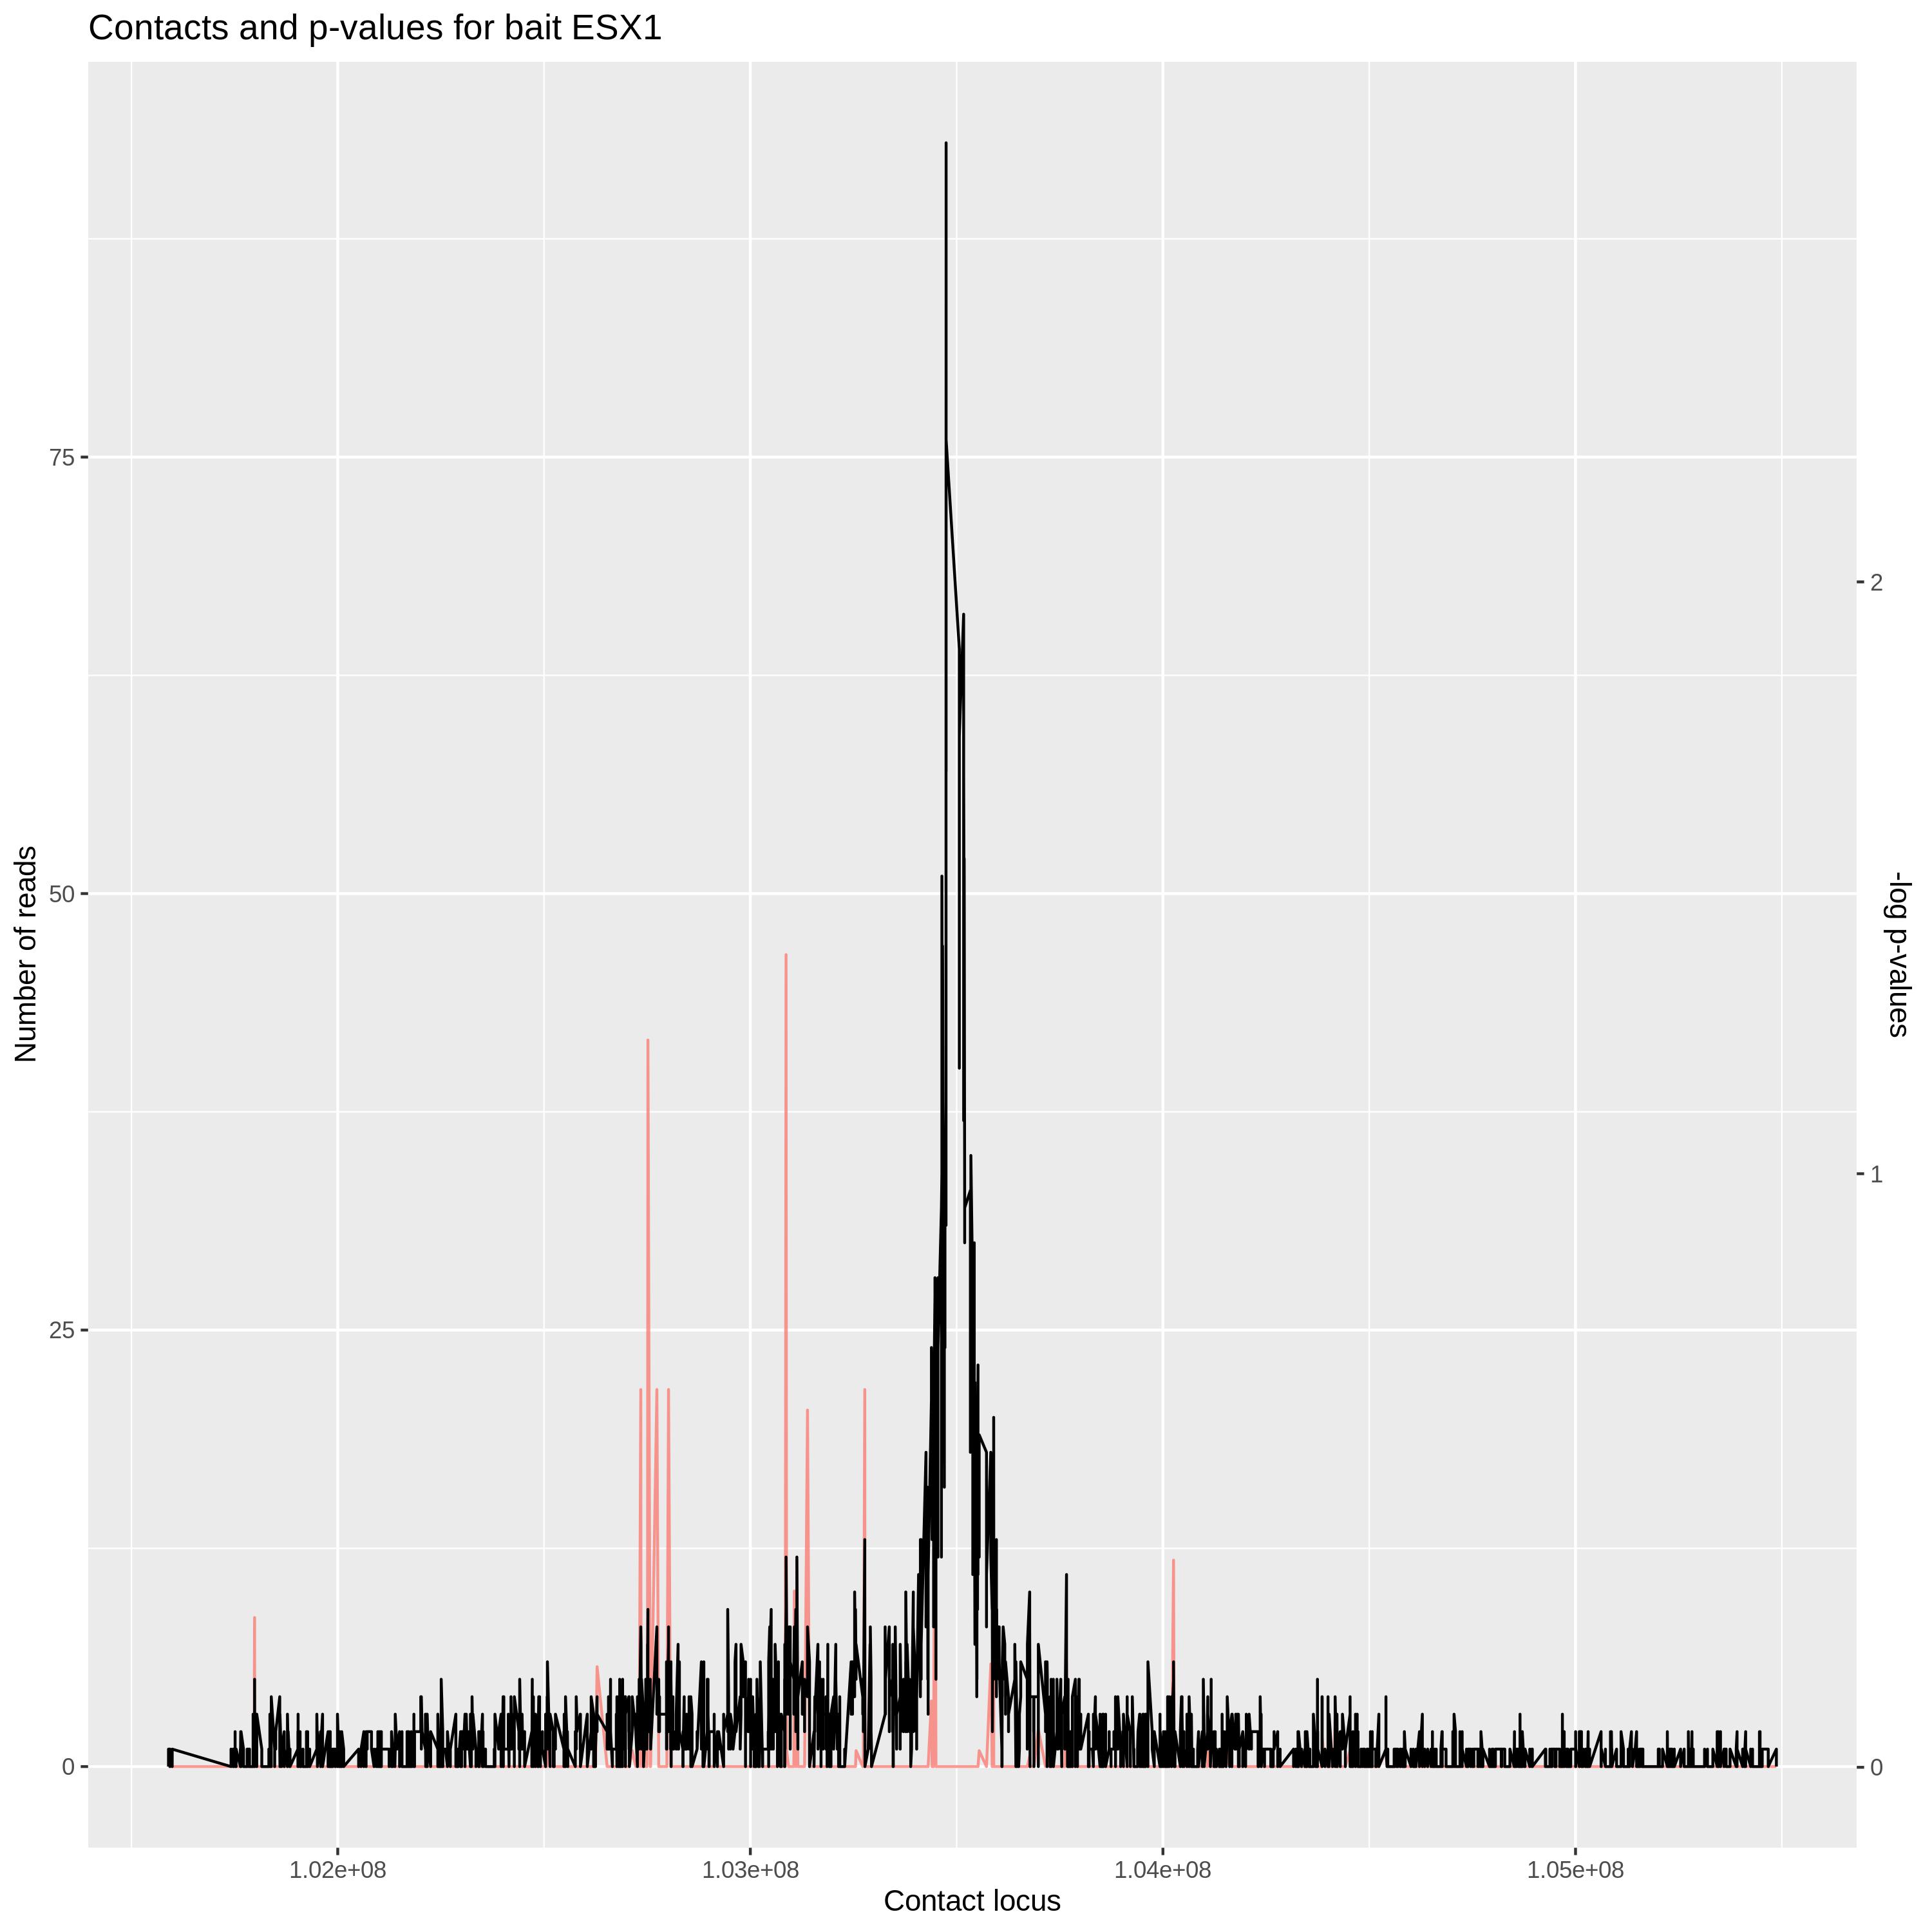 Contacts and p-values for bait ESX1
Number of reads
75
50
25
0
-log p-values
2
1
0
1.02e+08
1.03e+08
1.04e+08
1.05e+08
Contact locus